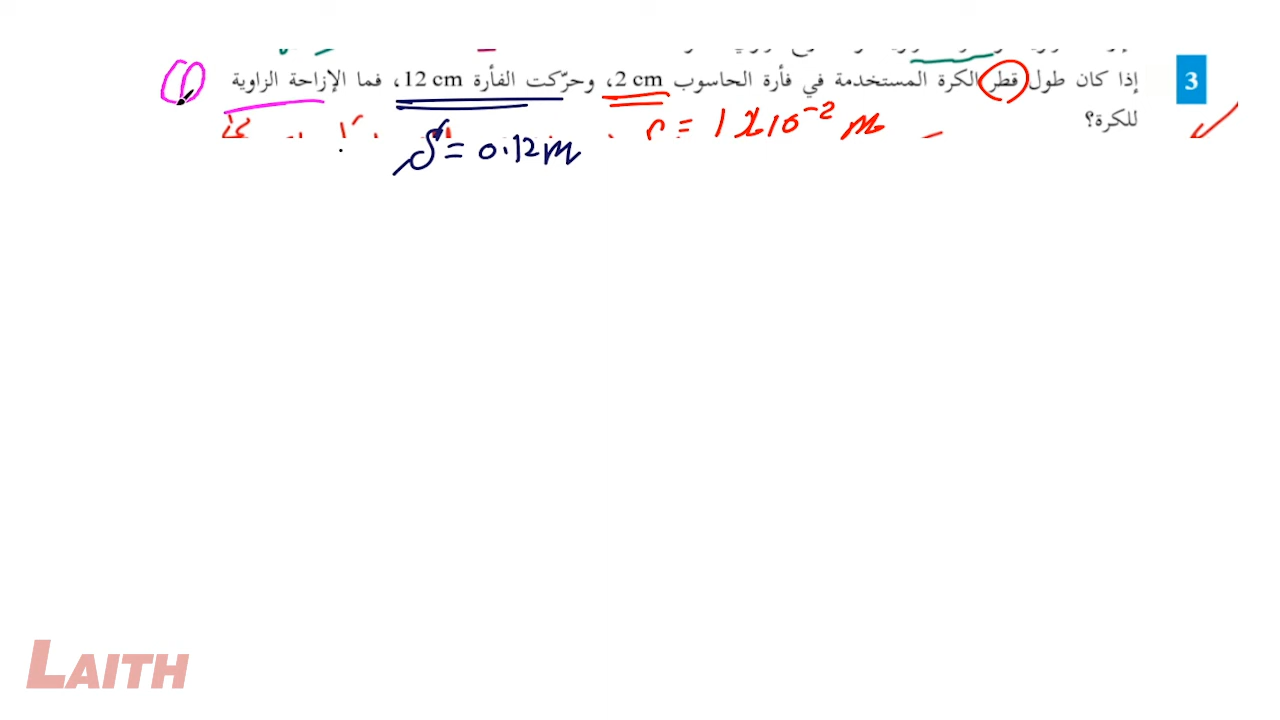 3
إذا كان طول قطر الكرة المستخدمة في فأرة الحاسوب 2 cm، وحرّكت الفأرة 12 cm، فما الإزاحة الزاوية
للكرة؟
r = 1 x 10⁻² m
S = 0.12 m
LAITH